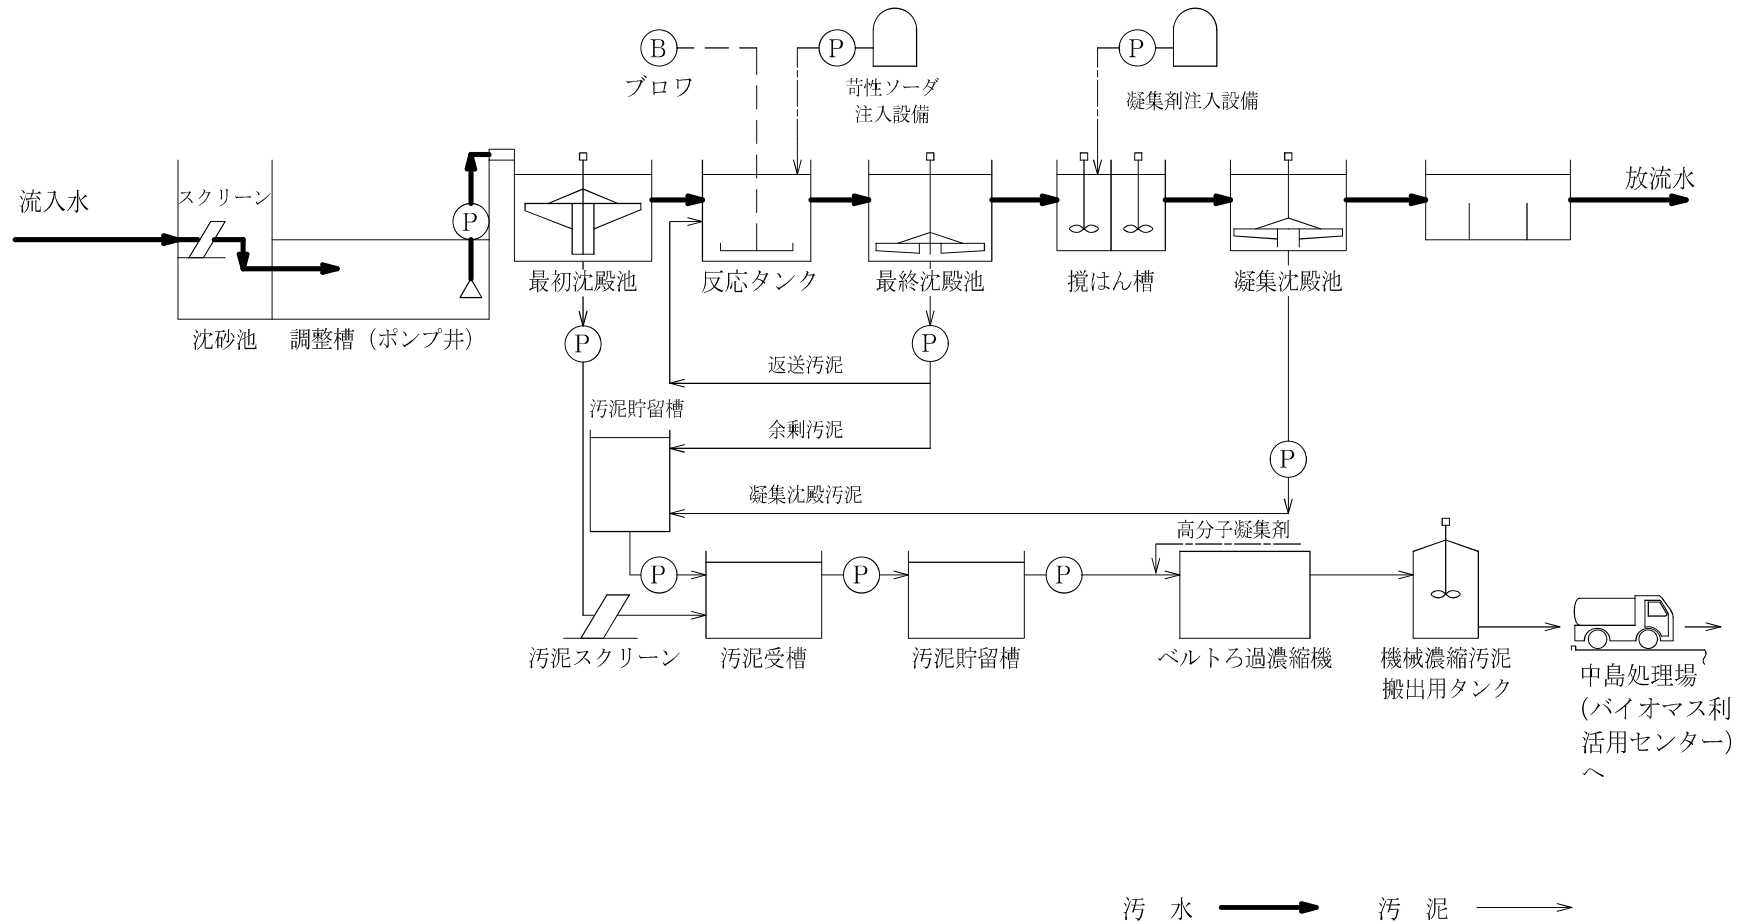 B
ブロワ
P
苛性ソーダ
注入設備
P
凝集剤注入設備
流入水
スクリーン
P
放流水
沈砂池
調整槽（ポンプ井）
最初沈殿池
反応タンク
最終沈殿池
撹はん槽
凝集沈殿池
P
P
返送汚泥
汚泥貯留槽
余剰汚泥
P
凝集沈殿汚泥
高分子凝集剤
P
P
P
汚泥スクリーン
汚泥受槽
汚泥貯留槽
ベルトろ過濃縮機
機械濃縮汚泥
搬出用タンク
中島処理場
（バイオマス利
活用センター）
へ
汚　水
汚　泥